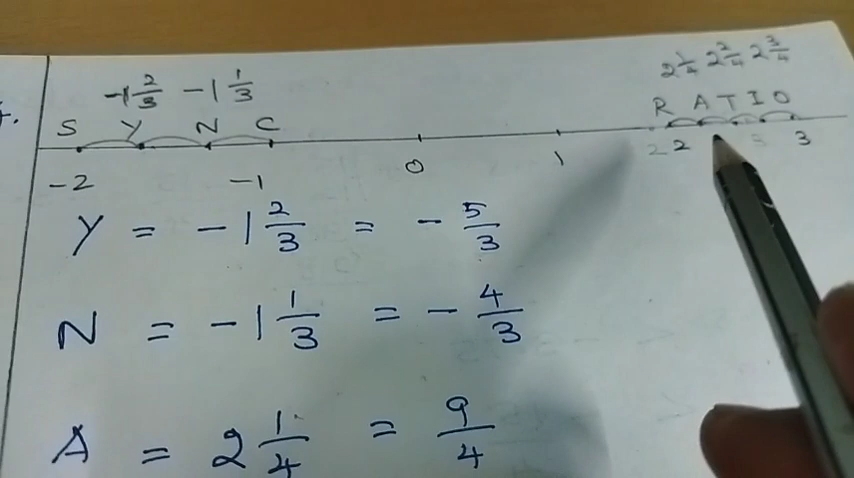 2 1/4 2 2/4 2 3/4
-1 2/3 -1 1/3
R A T I O
S Y N C
0 1 2 2 3
-2 -1
Y = -1 2/3 = - 5/3
N = -1 1/3 = - 4/3
A = 2 1/4 = 9/4